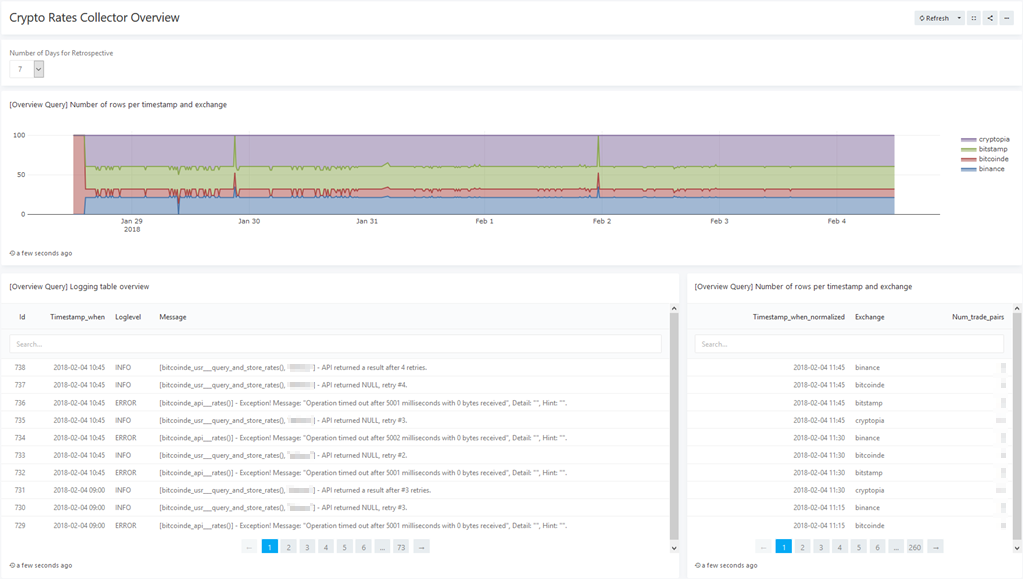 Crypto Rates Collector Overview
Refresh
Number of Days for Retrospective
7
[Overview Query] Number of rows per timestamp and exchange
100
50
0
Jan 29
2018
Jan 30
Jan 31
Feb 1
Feb 2
Feb 3
Feb 4
cryptopia
bitstamp
bitcoinde
binance
a few seconds ago
[Overview Query] Logging table overview
Id Timestamp_when Loglevel Message
Search...
738 2018-02-04 10:45 INFO [bitcoinde_usr___query_and_store_rates(), ] - API returned a result after 4 retries.
737 2018-02-04 10:45 INFO [bitcoinde_usr___query_and_store_rates(), ] - API returned NULL, retry #4.
736 2018-02-04 10:45 ERROR [bitcoinde_api___rates()] - Exception! Message: "Operation timed out after 5001 milliseconds with 0 bytes received", Detail: "", Hint: "".
735 2018-02-04 10:45 INFO [bitcoinde_usr___query_and_store_rates(), ] - API returned NULL, retry #3.
734 2018-02-04 10:45 ERROR [bitcoinde_api___rates()] - Exception! Message: "Operation timed out after 5002 milliseconds with 0 bytes received", Detail: "", Hint: "".
733 2018-02-04 10:45 INFO [bitcoinde_usr___query_and_store_rates(), ] - API returned NULL, retry #2.
732 2018-02-04 10:45 ERROR [bitcoinde_api___rates()] - Exception! Message: "Operation timed out after 5001 milliseconds with 0 bytes received", Detail: "", Hint: "".
731 2018-02-04 09:00 INFO [bitcoinde_usr___query_and_store_rates(), ] - API returned a result after #3 retries.
730 2018-02-04 09:00 INFO [bitcoinde_usr___query_and_store_rates(), ] - API returned NULL, retry #3.
729 2018-02-04 09:00 ERROR [bitcoinde_api___rates()] - Exception! Message: "Operation timed out after 5001 milliseconds with 0 bytes received", Detail: "", Hint: "".
← 1 2 3 4 5 6 ... 73 →
a few seconds ago
[Overview Query] Number of rows per timestamp and exchange
Timestamp_when_normalized Exchange Num_trade_pairs
Search...
2018-02-04 11:45 binance
2018-02-04 11:45 bitcoinde
2018-02-04 11:45 bitstamp
2018-02-04 11:45 cryptopia
2018-02-04 11:30 binance
2018-02-04 11:30 bitcoinde
2018-02-04 11:30 bitstamp
2018-02-04 11:30 cryptopia
2018-02-04 11:15 binance
2018-02-04 11:15 bitcoinde
← 1 2 3 4 5 6 ... 260 →
a few seconds ago